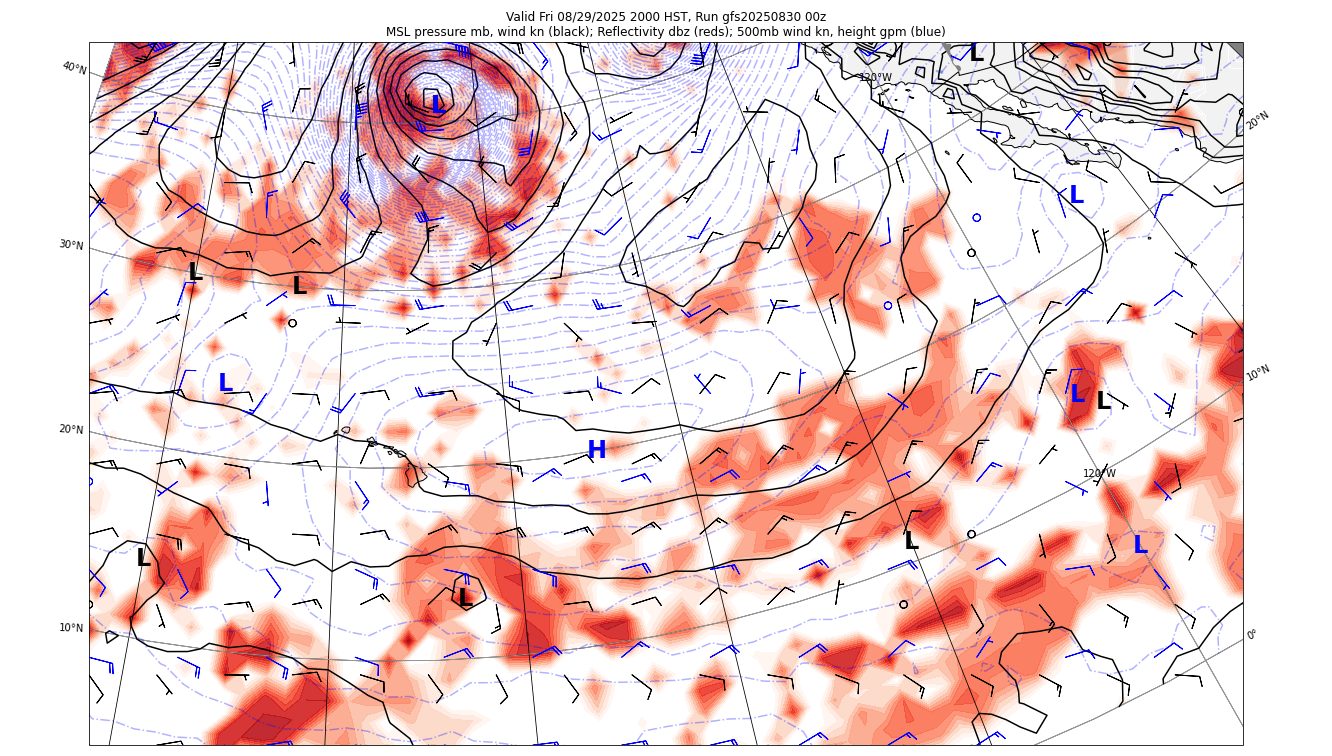 Valid Fri 08/29/2025 2000 HST, Run gfs20250830 00z
MSL pressure mb, wind kn (black); Reflectivity dbz (reds); 500mb wind kn, height gpm (blue)
L
40°N
120°W
L
20°N
L
30°N
L
L
L
10°N
L
L
H
20°N
120°W
L
L
L
L
10°N
0°